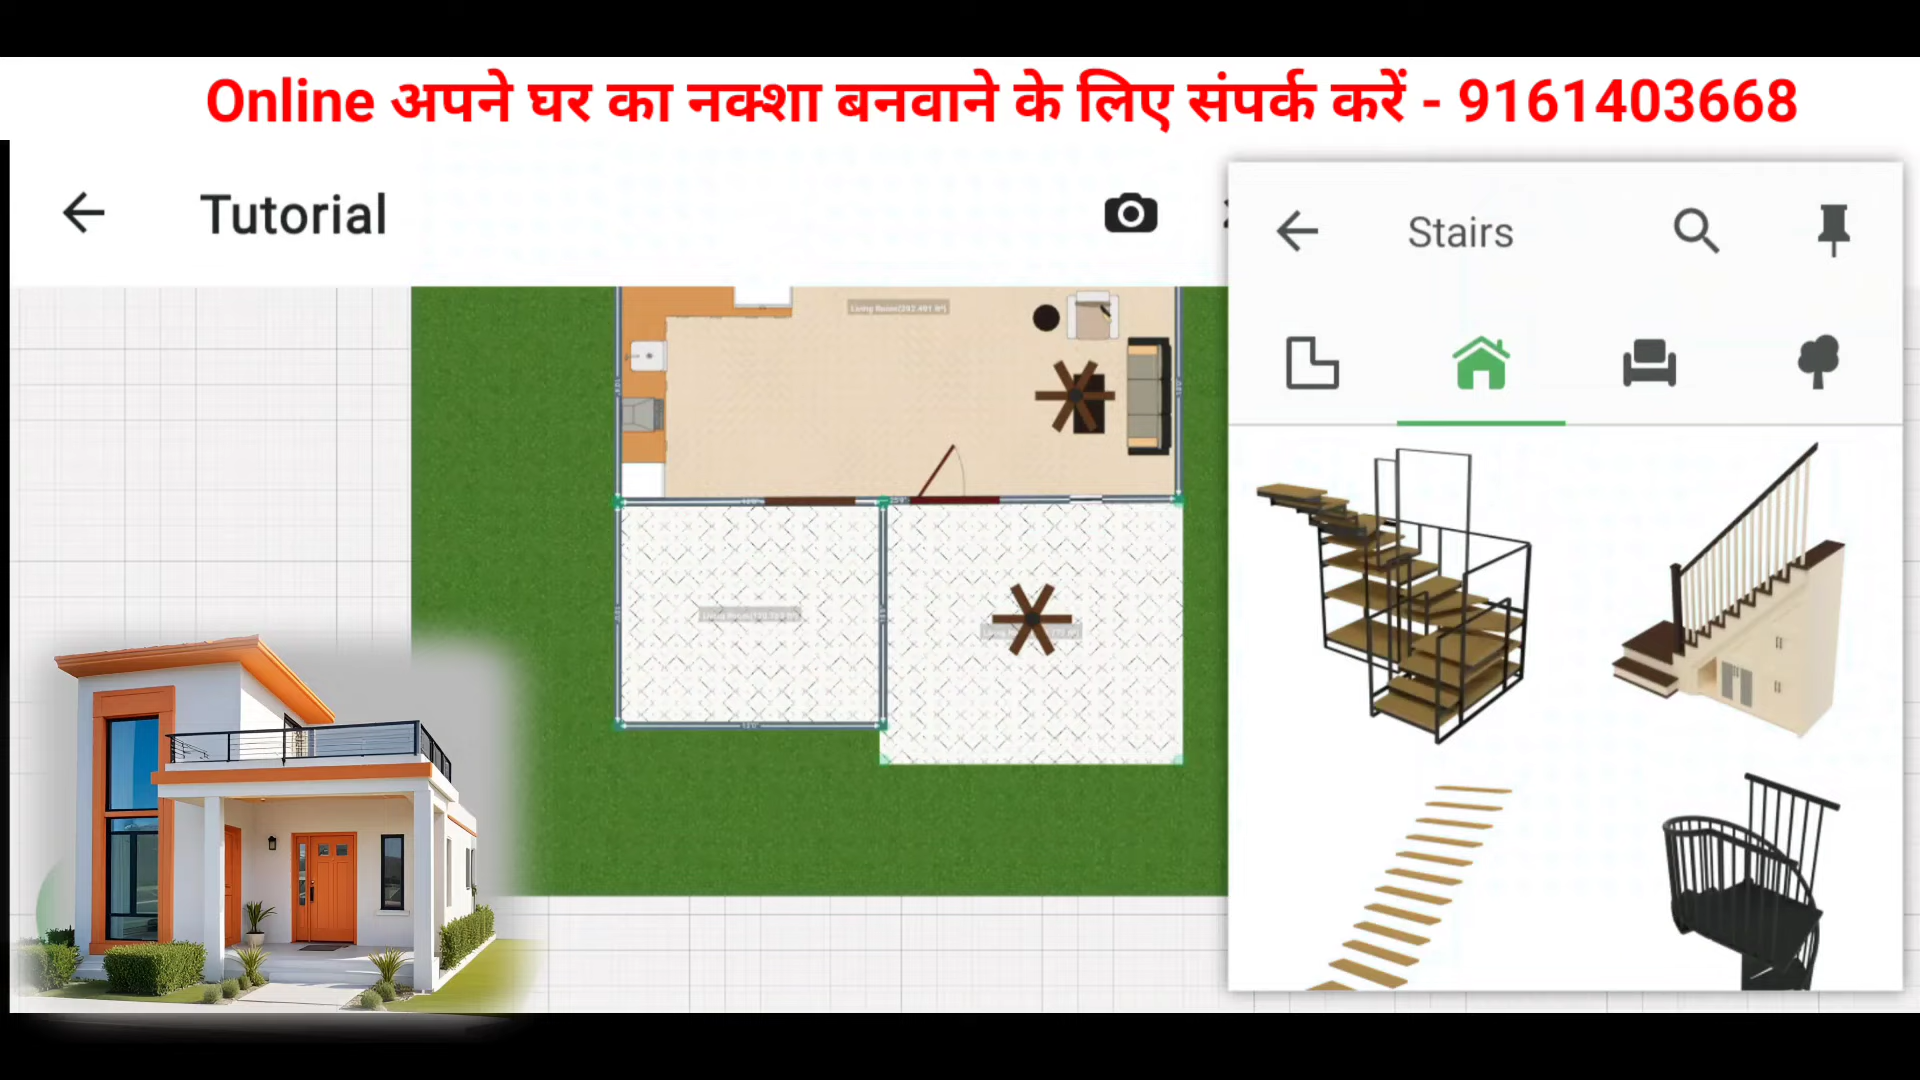 Online अपने घर का नक्शा बनवाने के लिए संपर्क करें - 9161403668
Tutorial
Stairs